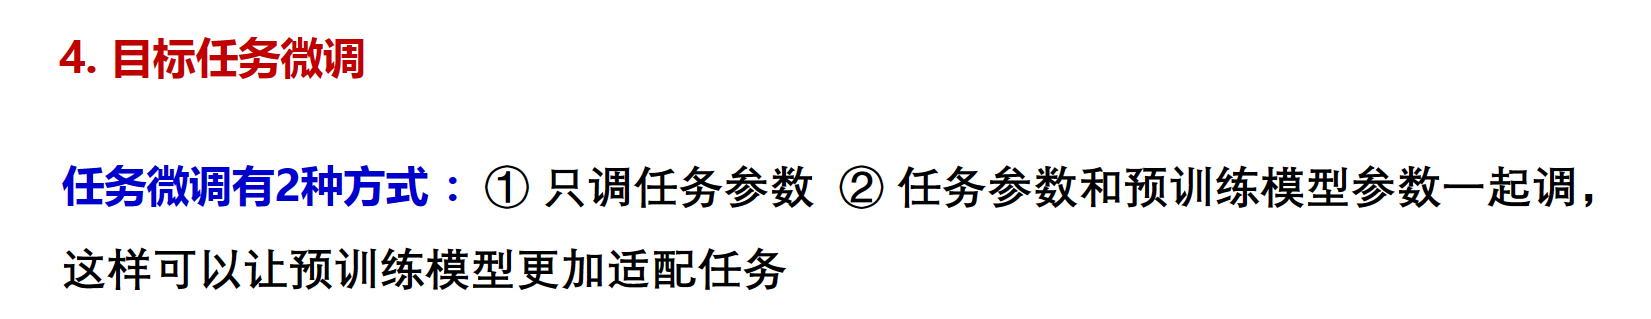 4. 目标任务微调
任务微调有2种方式：① 只调任务参数 ② 任务参数和预训练模型参数一起调，
这样可以让预训练模型更加适配任务